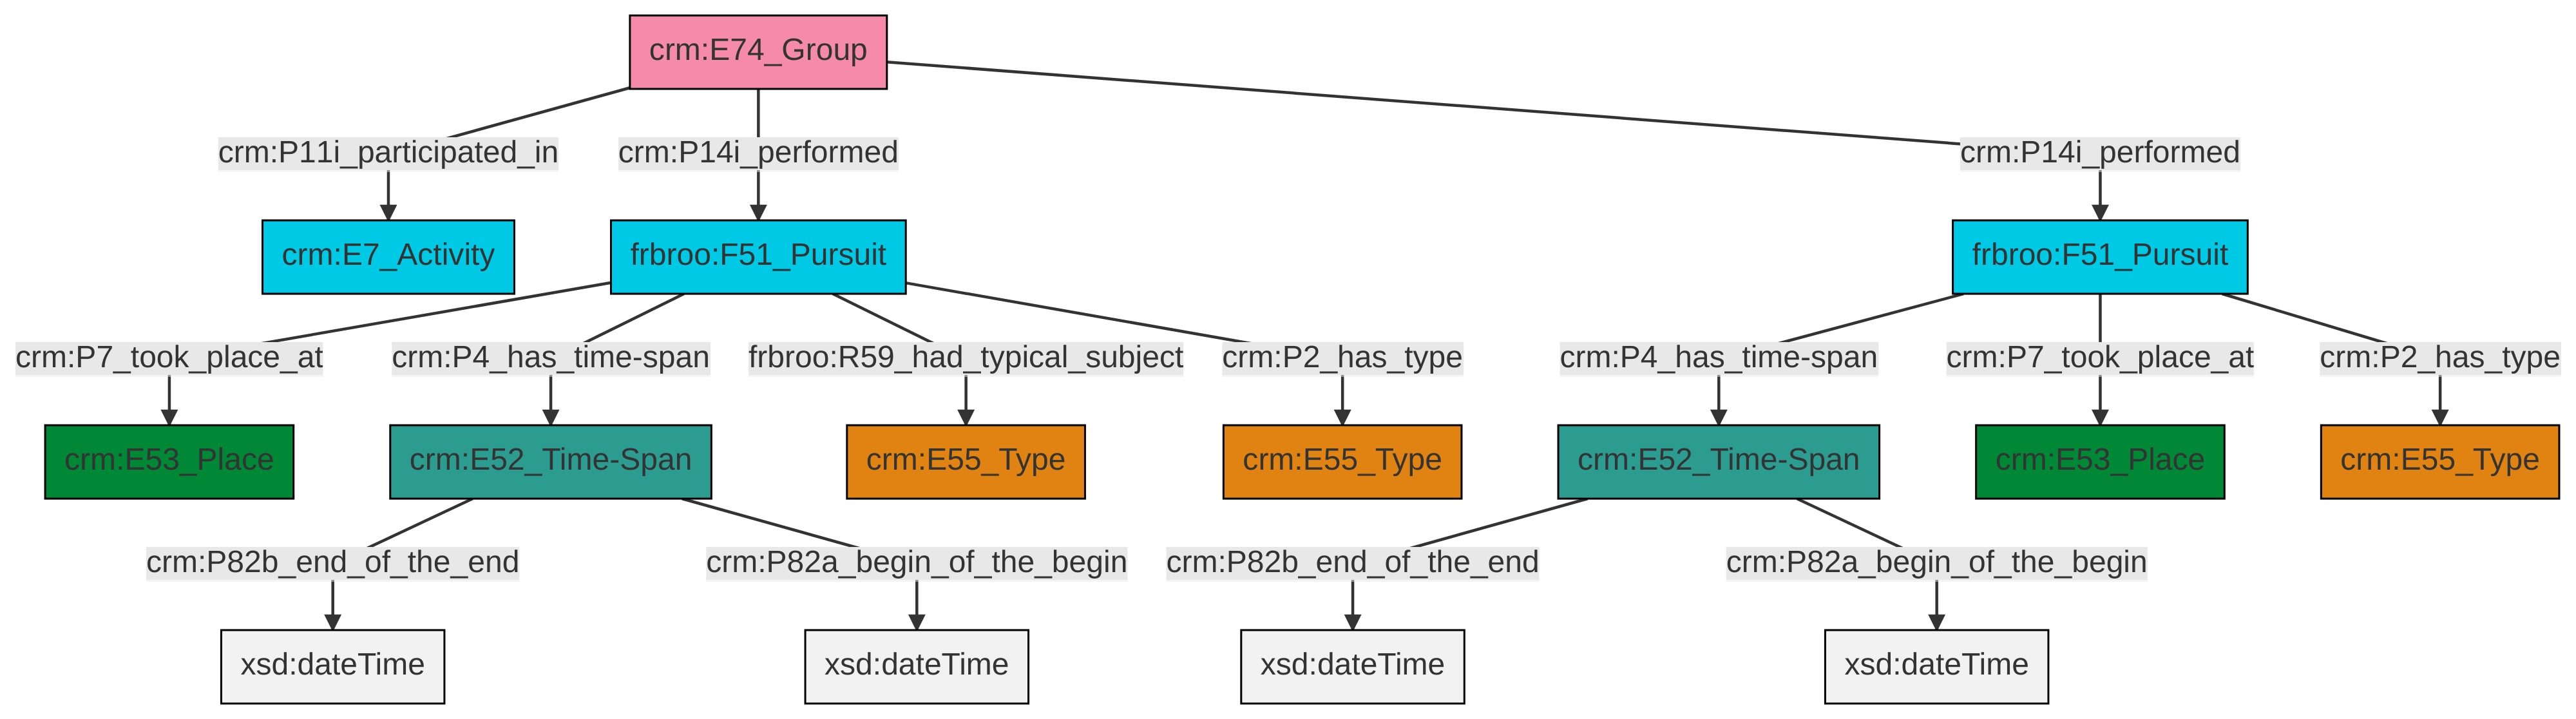 crm:E74_Group
crm:P11i_participated_in
crm:P14i_performed
crm:P14i_performed
crm:E7_Activity
frbroo:F51_Pursuit
frbroo:F51_Pursuit
crm:P7_took_place_at
crm:P4_has_time-span
frbroo:R59_had_typical_subject
crm:P2_has_type
crm:P4_has_time-span
crm:P7_took_place_at
crm:P2_has_type
crm:E53_Place
crm:E52_Time-Span
crm:E55_Type
crm:E55_Type
crm:E52_Time-Span
crm:E53_Place
crm:E55_Type
crm:P82b_end_of_the_end
crm:P82a_begin_of_the_begin
crm:P82b_end_of_the_end
crm:P82a_begin_of_the_begin
xsd:dateTime
xsd:dateTime
xsd:dateTime
xsd:dateTime